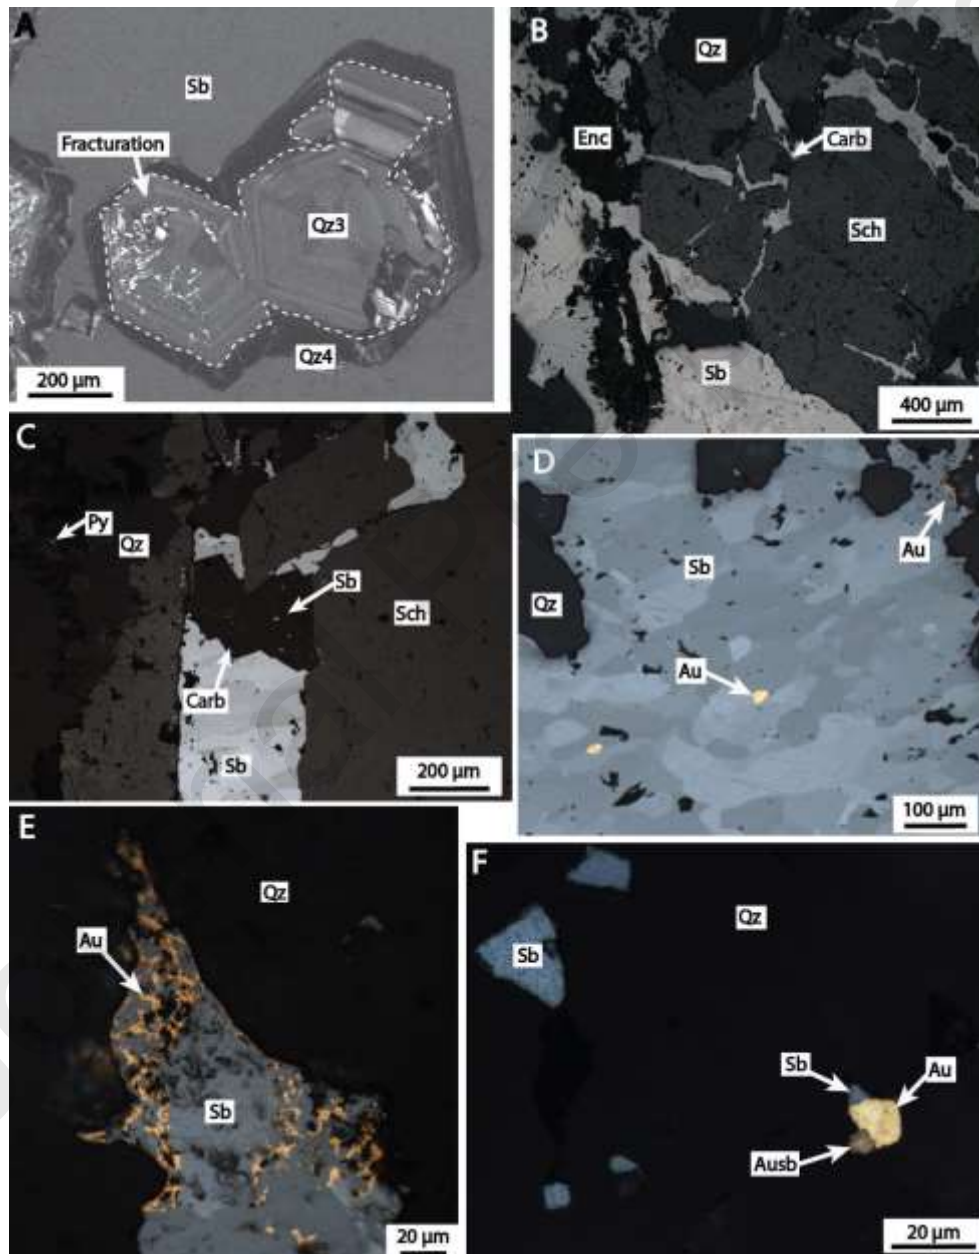 A
Sb
Fracturation
Qz3
Qz4
200 µm
B
Qz
Enc
Carb
Sch
Sb
400 µm
C
Py
Qz
Sb
Sch
Carb
Sb
200 µm
D
Au
Sb
Qz
Au
100 µm
E
Qz
Au
Sb
20 µm
F
Qz
Sb
Sb
Au
Ausb
20 µm